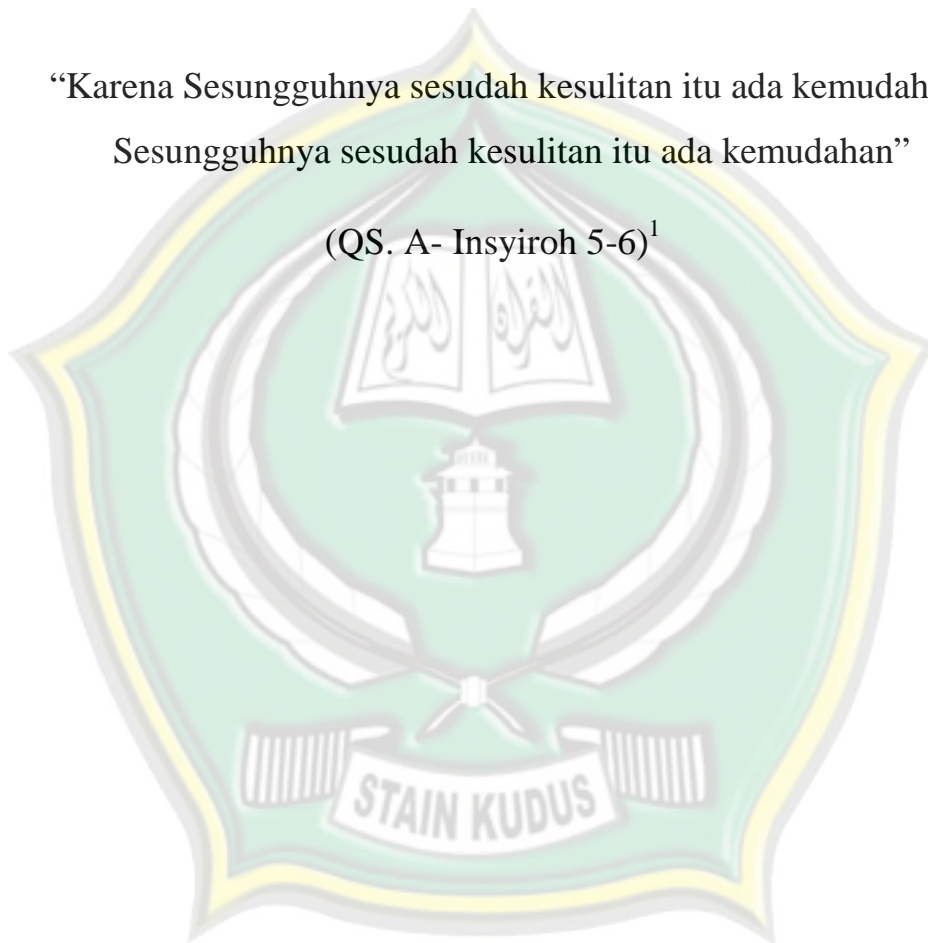 “Karena Sesungguhnya sesudah kesulitan itu ada kemudah
Sesungguhnya sesudah kesulitan itu ada kemudahan”
(QS. A- Insyiroh 5-6)1
STAIN KUDUS